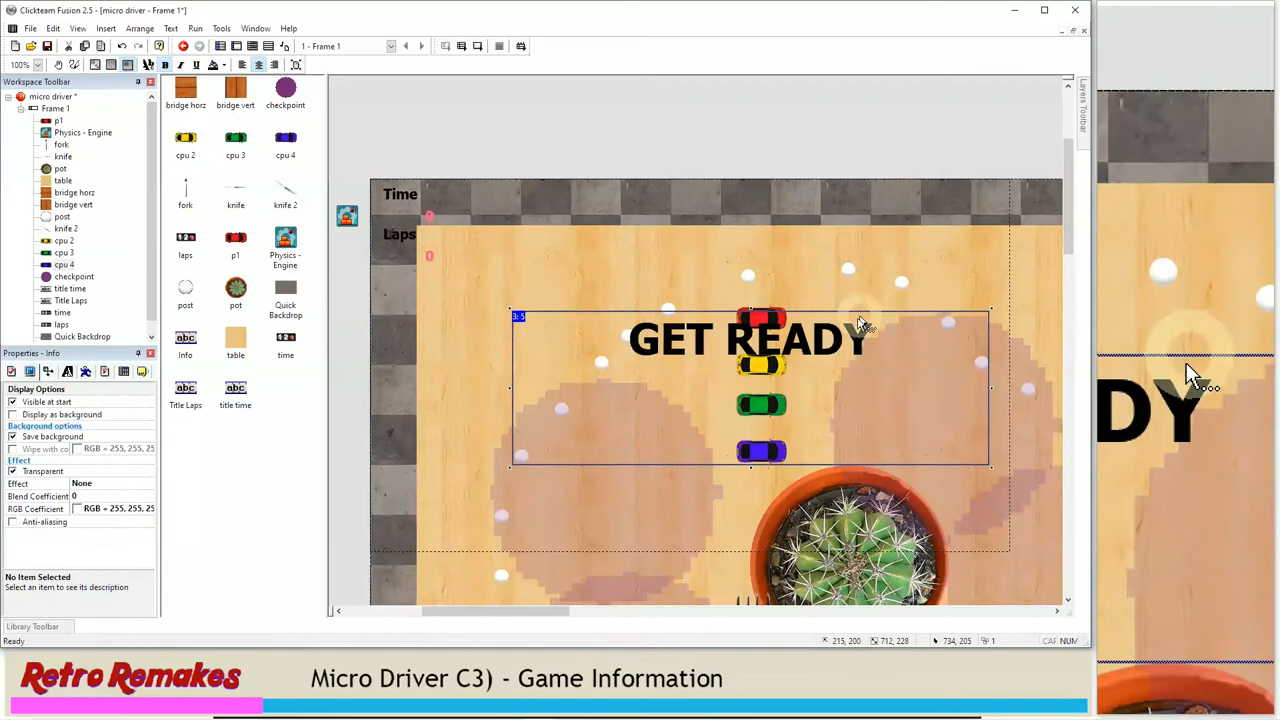 Clickteam Fusion 2.5 - [micro driver - Frame 1*]
File Edit View Insert Arrange Text Run Tools Window Help
1 - Frame 1
100%
B I U
Workspace Toolbar
micro driver *
Frame 1
p1
Physics - Engine
fork
knife
pot
table
bridge horz
bridge vert
post
knife 2
cpu 2
cpu 3
cpu 4
checkpoint
title time
Title Laps
time
laps
Quick Backdrop
Properties - Info
Display Options
Visible at start
Display as background
Background options
Save background
Wipe with co RGB = 255, 255, 25
Effect
Transparent
Effect None
Blend Coefficient 0
RGB Coefficient RGB = 255, 255, 25
Anti-aliasing
No Item Selected
Select an item to see its description
Library Toolbar
Ready
bridge horz bridge vert checkpoint
cpu 2 cpu 3 cpu 4
fork knife knife 2
laps p1 Physics - Engine
post pot Quick Backdrop
Info table time
Title Laps title time
Layers Toolbar
Time
0
Laps
0
3: 5
GET READY
DY
215, 200 712, 228 734, 205 1 NUM
Retro Remakes
Micro Driver C3) - Game Information